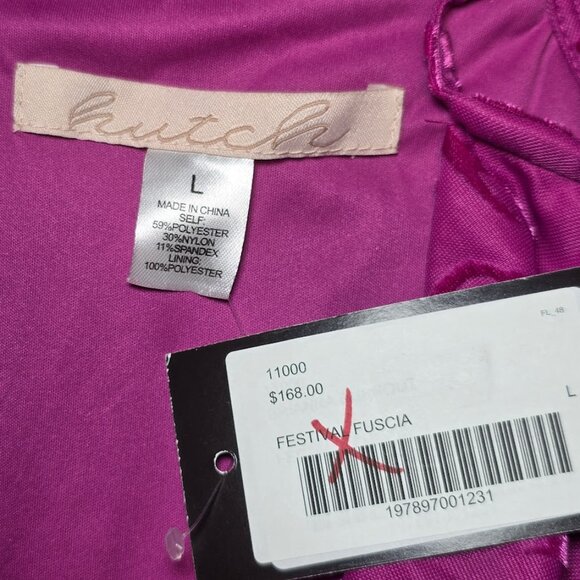 hutch
L
MADE IN CHINA
SELF:
59%POLYESTER
30%NYLON
11%SPANDEX
LINING:
100%POLYESTER
FL_4B
11000
$168.00
L
FESTIVAL FUSCIA
197897001231